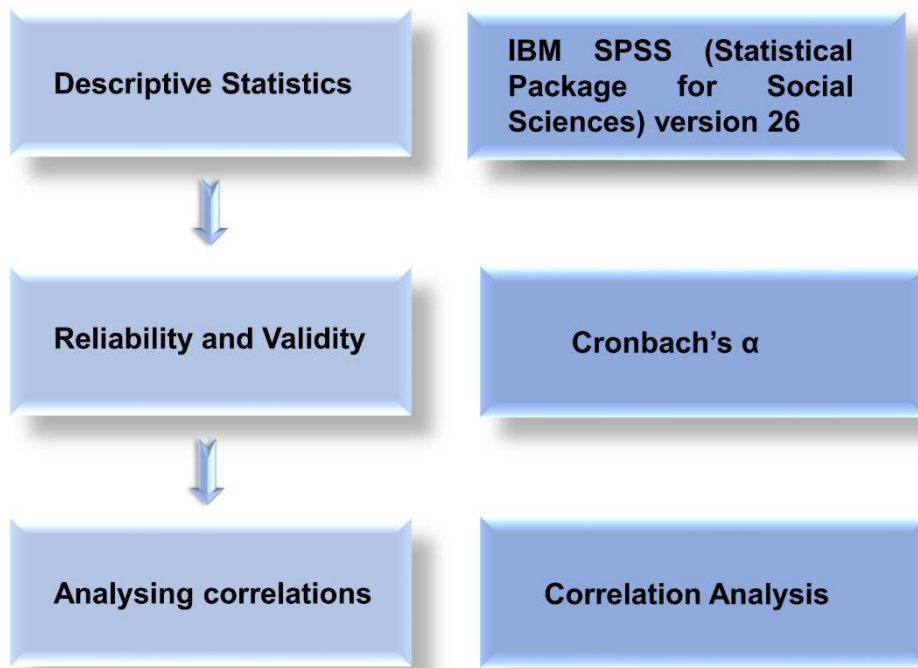 Descriptive Statistics
IBM SPSS (Statistical
Package for Social
Sciences) version 26
Reliability and Validity
Cronbach’s α
Analysing correlations
Correlation Analysis